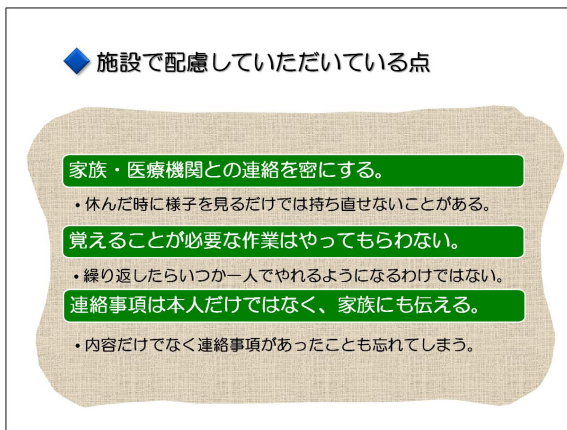 施設で配慮していただいている点
家族・医療機関との連絡を密にする。
・休んだ時に様子を見るだけでは持ち直せないことがある。
覚えることが必要な作業はやってもらわない。
・繰り返したらいつか一人でやれるようになるわけではない。
連絡事項は本人だけではなく、家族にも伝える。
・内容だけでなく連絡事項があったことも忘れてしまう。